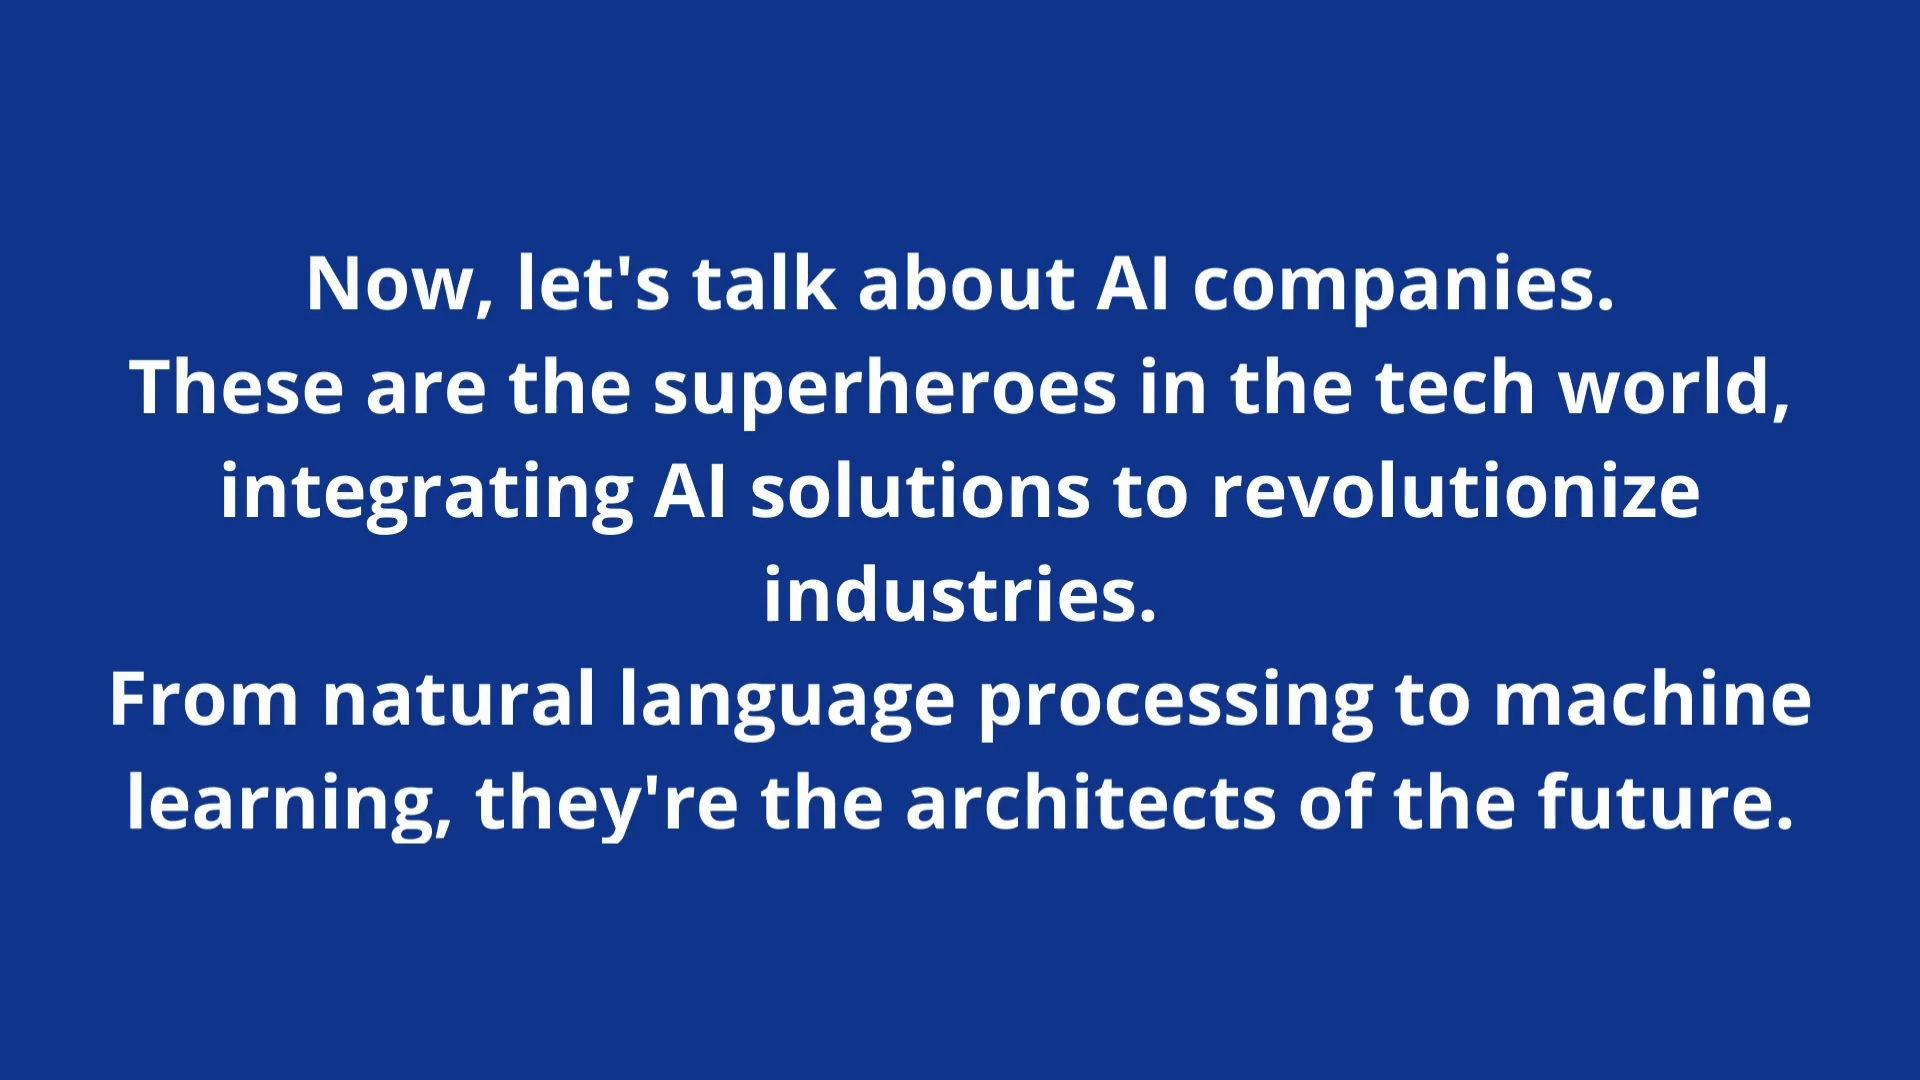 Now, let's talk about AI companies.
These are the superheroes in the tech world,
integrating AI solutions to revolutionize
industries.
From natural language processing to machine
learning, they're the architects of the future.